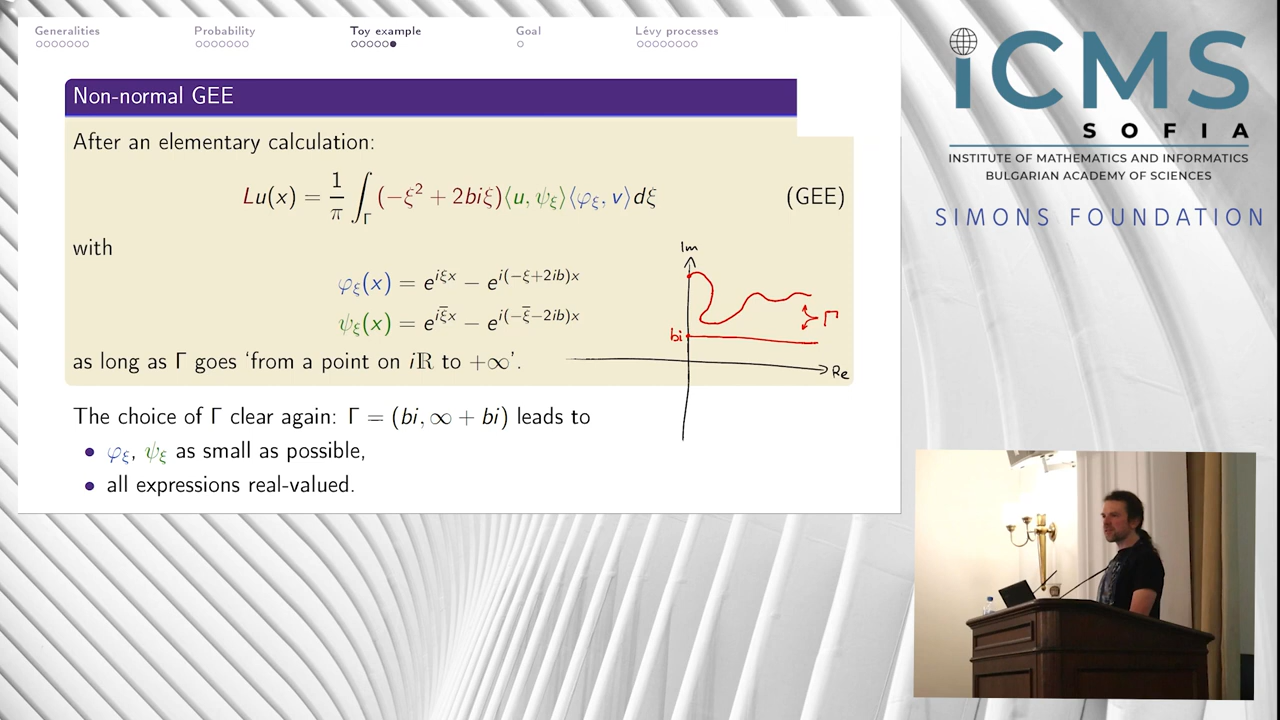 Generalities Probability Toy example Goal Lévy processes
Non-normal GEE
After an elementary calculation:
Lu(x) = 1/π ∫_Γ (−ξ² + 2biξ)⟨u, ψ_ξ⟩⟨φ_ξ, v⟩dξ (GEE)
with
φ_ξ(x) = e^{iξx} − e^{i(−ξ+2ib)x}
ψ_ξ(x) = e^{iξ̅x} − e^{i(−ξ̅−2ib)x}
as long as Γ goes ‘from a point on iℝ to +∞’.
Im
Γ
bi
Re
The choice of Γ clear again: Γ = (bi, ∞ + bi) leads to
• φ_ξ, ψ_ξ as small as possible,
• all expressions real-valued.
iCMS
SOFIA
INSTITUTE OF MATHEMATICS AND INFORMATICS
BULGARIAN ACADEMY OF SCIENCES
SIMONS FOUNDATION